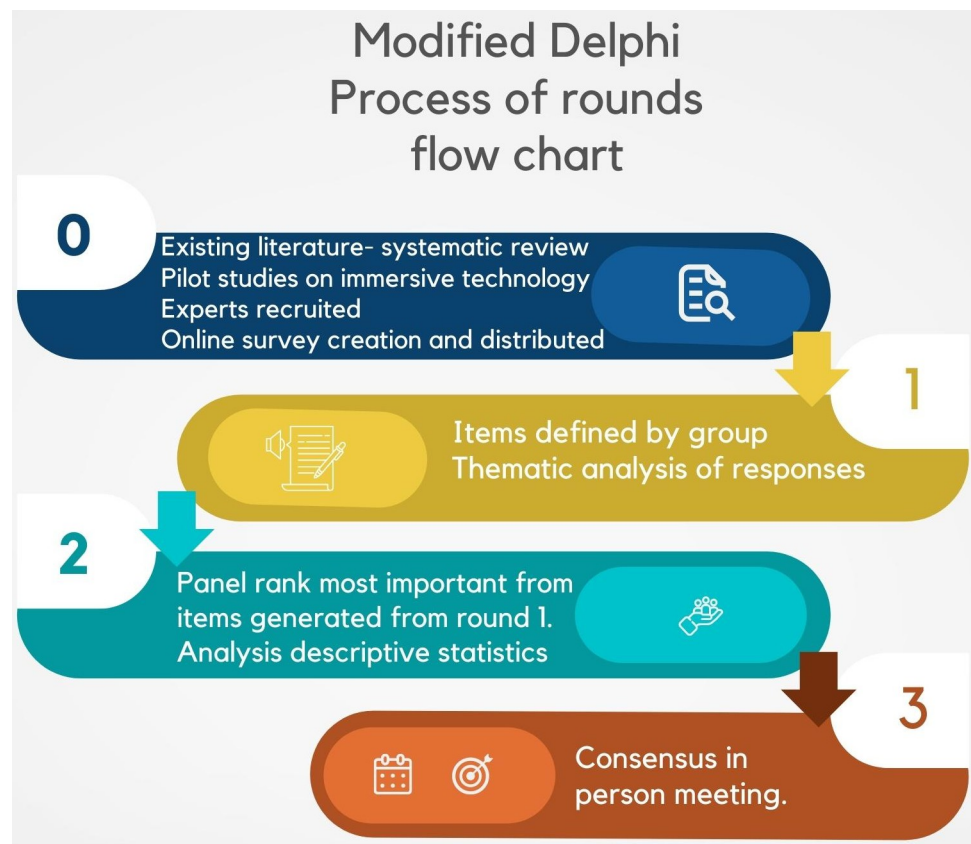 Modified Delphi
Process of rounds
flow chart
0
Existing literature- systematic review
Pilot studies on immersive technology
Experts recruited
Online survey creation and distributed
1
Items defined by group
Thematic analysis of responses
2
Panel rank most important from
items generated from round 1.
Analysis descriptive statistics
3
Consensus in
person meeting.